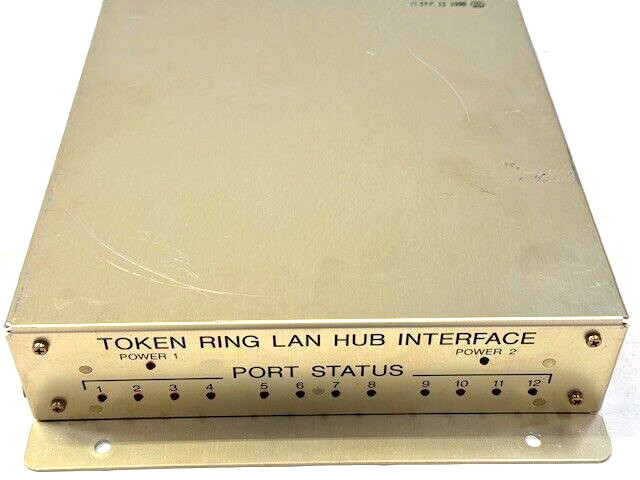 TOKEN RING LAN HUB INTERFACE
POWER 1 POWER 2
PORT STATUS
1 2 3 4 5 6 7 8 9 10 11 12